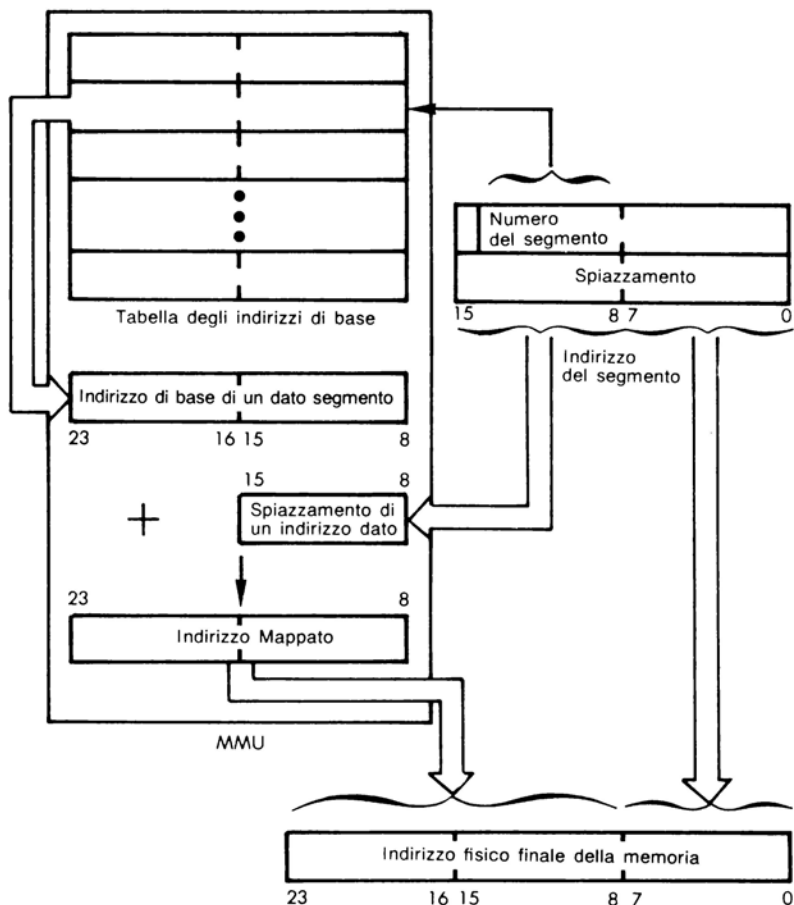 Numero
del segmento
Spiazzamento
15 8 7 0
Tabella degli indirizzi di base
Indirizzo
del segmento
Indirizzo di base di un dato segmento
23 16 15 8
15 8
Spiazzamento di
un indirizzo dato
+
23 8
Indirizzo Mappato
MMU
Indirizzo fisico finale della memoria
23 16 15 8 7 0